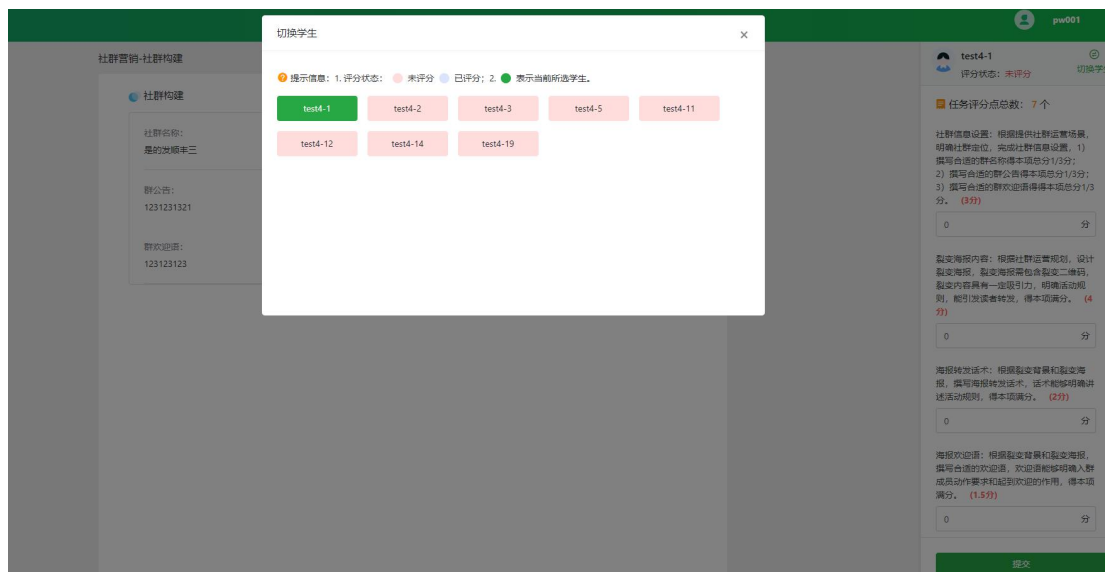 pw001
切换学生
×
提示信息：1. 评分状态： 未评分 已评分；2. 表示当前所选学生。
test4-1
test4-2
test4-3
test4-5
test4-11
test4-12
test4-14
test4-19
社群营销-社群构建
社群构建
社群名称：
是的发顺丰三
群公告：
1231231321
群欢迎语：
123123123
test4-1
评分状态：未评分
切换学
任务评分点总数：7 个
社群信息设置：根据提供社群运营场景，
明确社群定位，完成社群信息设置，1）
撰写合适的群名称得本项总分1/3分；
2）撰写合适的群公告得本项总分1/3分；
3）撰写合适的群欢迎语得得本项总分1/3
分。 (3分)
0 分
裂变海报内容：根据社群运营规划，设计
裂变海报，裂变海报需包含裂变二维码，
裂变内容具有一定吸引力，明确活动规
则，能引发读者转发，得本项满分。 (4
分)
0 分
海报转发话术：根据裂变背景和裂变海
报，撰写海报转发话术，话术能够明确讲
述活动规则，得本项满分。 (2分)
0 分
海报欢迎语：根据裂变背景和裂变海报，
撰写合适的欢迎语，欢迎语能够明确入群
成员动作要求和起到欢迎的作用，得本项
满分。 (1.5分)
0 分
提交